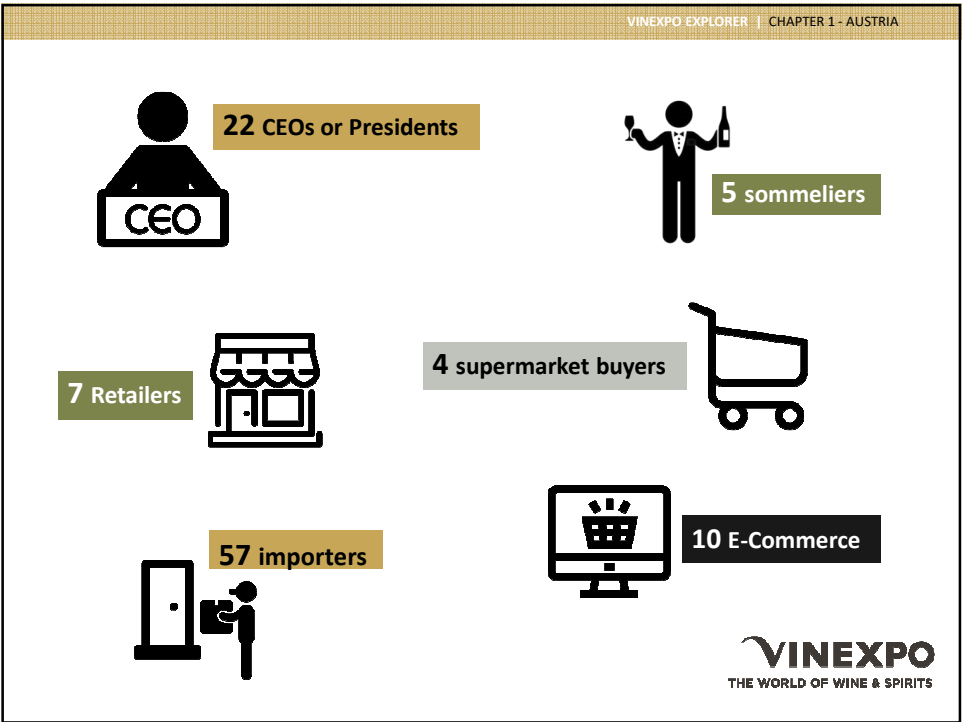 VINEXPO EXPLORER | CHAPTER 1 - AUSTRIA
22 CEOs or Presidents
CEO
5 sommeliers
4 supermarket buyers
7 Retailers
10 E-Commerce
57 importers
VINEXPO
THE WORLD OF WINE & SPIRITS